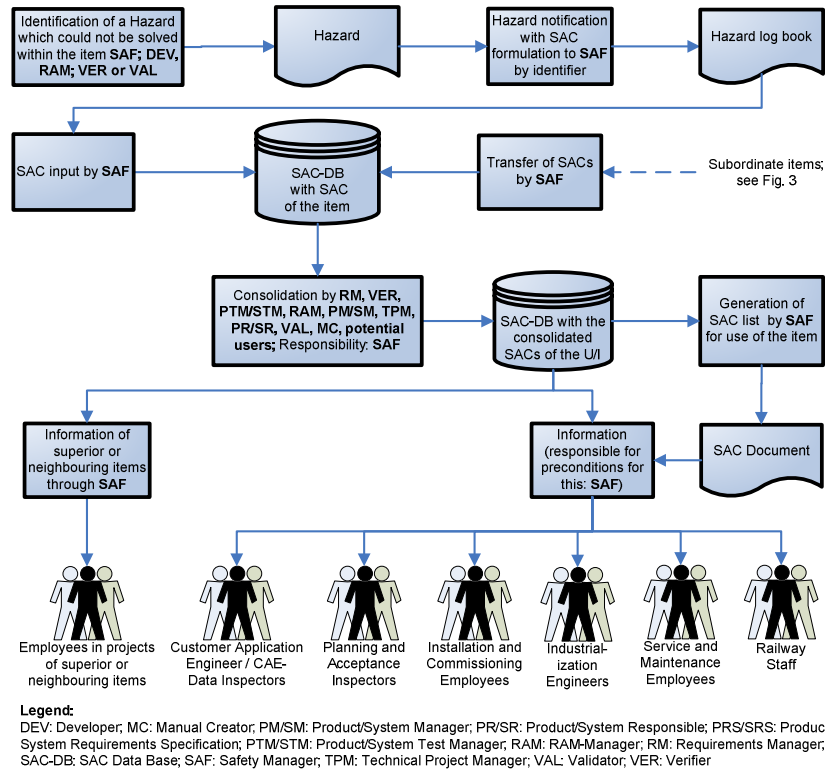 Identification of a Hazard
which could not be solved
within the item SAF; DEV,
RAM; VER or VAL
Hazard
Hazard notification
with SAC
formulation to SAF
by identifier
Hazard log book
SAC input by SAF
SAC-DB
with SAC
of the item
Transfer of SACs
by SAF
Subordinate items;
see Fig. 3
Consolidation by RM, VER,
PTM/STM, RAM, PM/SM, TPM,
PR/SR, VAL, MC, potential
users; Responsibility: SAF
SAC-DB with the
consolidated
SACs of the U/I
Generation of
SAC list by SAF
for use of the item
Information of
superior or
neighbouring items
through SAF
Information
(responsible for
preconditions for
this: SAF)
SAC Document
Employees in projects
of superior or
neighbouring items
Customer Application
Engineer / CAE-
Data Inspectors
Planning and
Acceptance
Inspectors
Installation and
Commissioning
Employees
Industrial-
ization
Engineers
Service and
Maintenance
Employees
Railway
Staff
Legend:
DEV: Developer; MC: Manual Creator; PM/SM: Product/System Manager; PR/SR: Product/System Responsible; PRS/SRS: Produc
System Requirements Specification; PTM/STM: Product/System Test Manager; RAM: RAM-Manager; RM: Requirements Manager;
SAC-DB: SAC Data Base; SAF: Safety Manager; TPM: Technical Project Manager; VAL: Validator; VER: Verifier